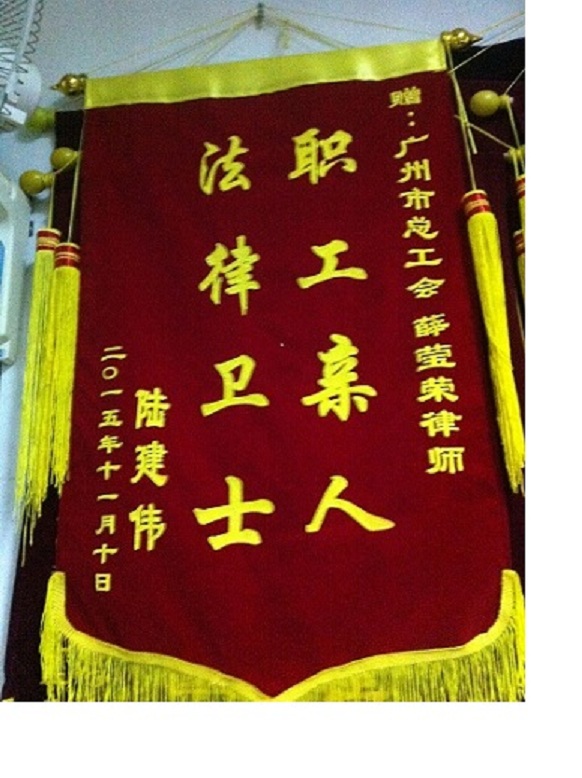 赠：广州市总工会 薛莹荣律师
职工亲人
法律卫士
陆建伟
二〇一五年十一月十日